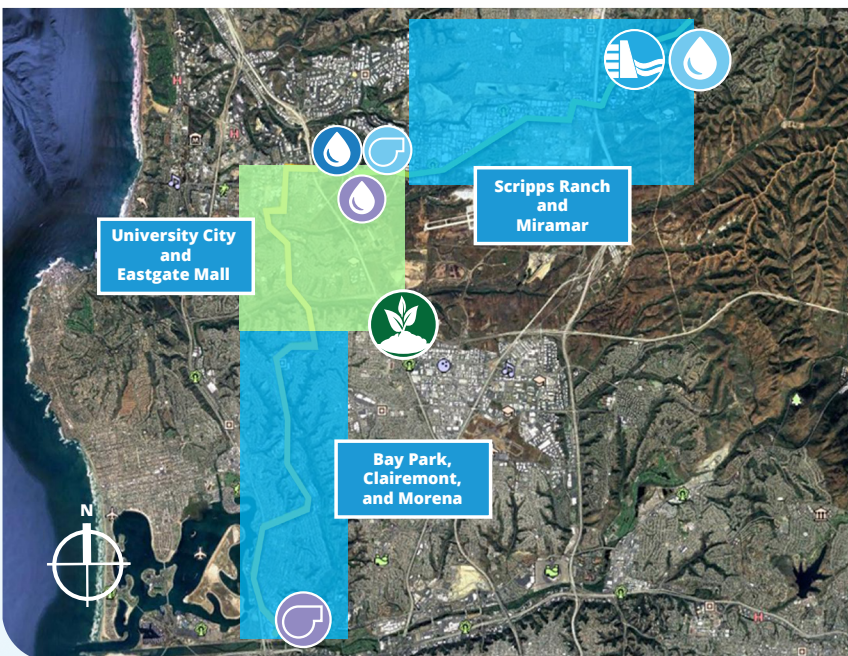 Scripps Ranch
and
Miramar
University City
and
Eastgate Mall
Bay Park,
Clairemont,
and Morena
N